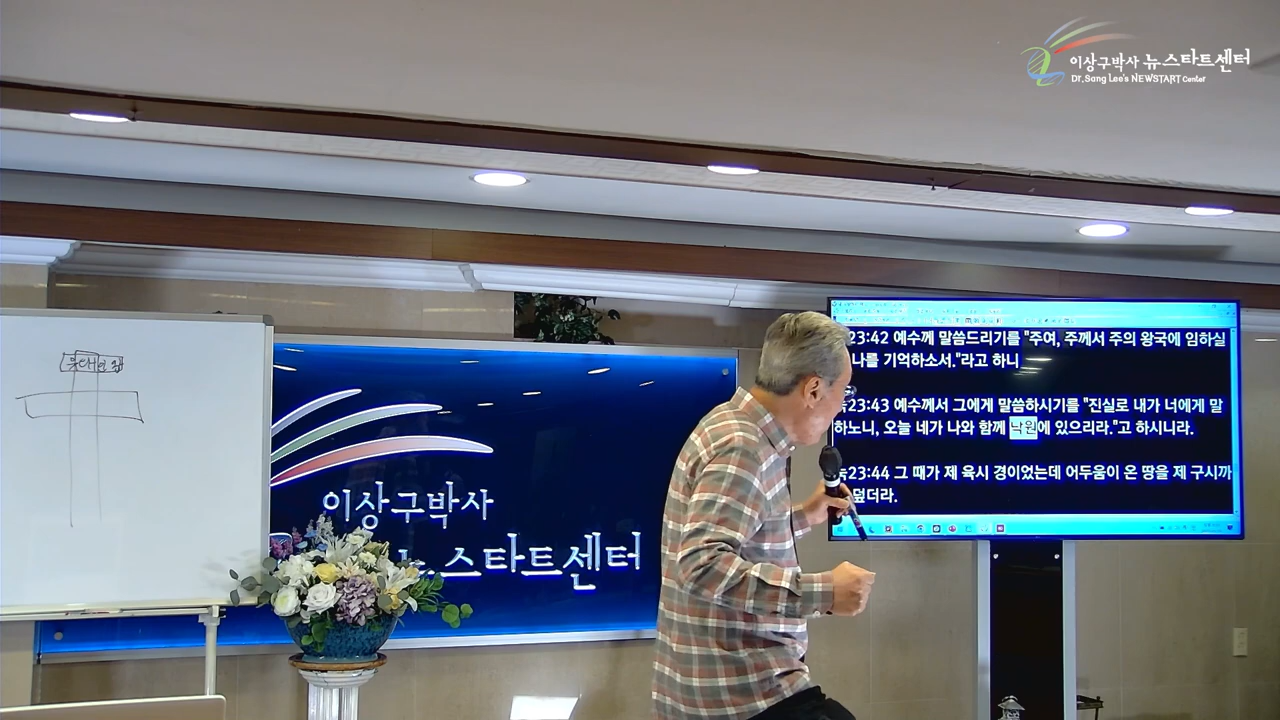 이상구박사 뉴스타트센터
Dr. Sang Lee's NEWSTART Center
23:42 예수께 말씀드리기를 "주여, 주께서 주의 왕국에 임하실
나를 기억하소서."라고 하니
23:43 예수께서 그에게 말씀하시기를 "진실로 내가 너에게 말
하노니, 오늘 네가 나와 함께 낙원에 있으리라."고 하시니라.
23:44 그 때가 제 육시 경이었는데 어두움이 온 땅을 제 구시까
덮더라.
이상구박사
뉴스타트센터